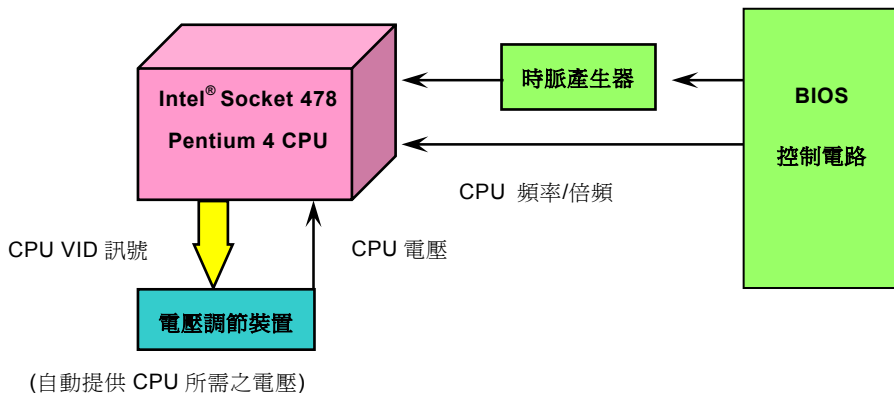 Intel® Socket 478
Pentium 4 CPU
時脈產生器
BIOS
控制電路
CPU 頻率/倍頻
CPU VID 訊號
CPU 電壓
電壓調節裝置
(自動提供 CPU 所需之電壓)